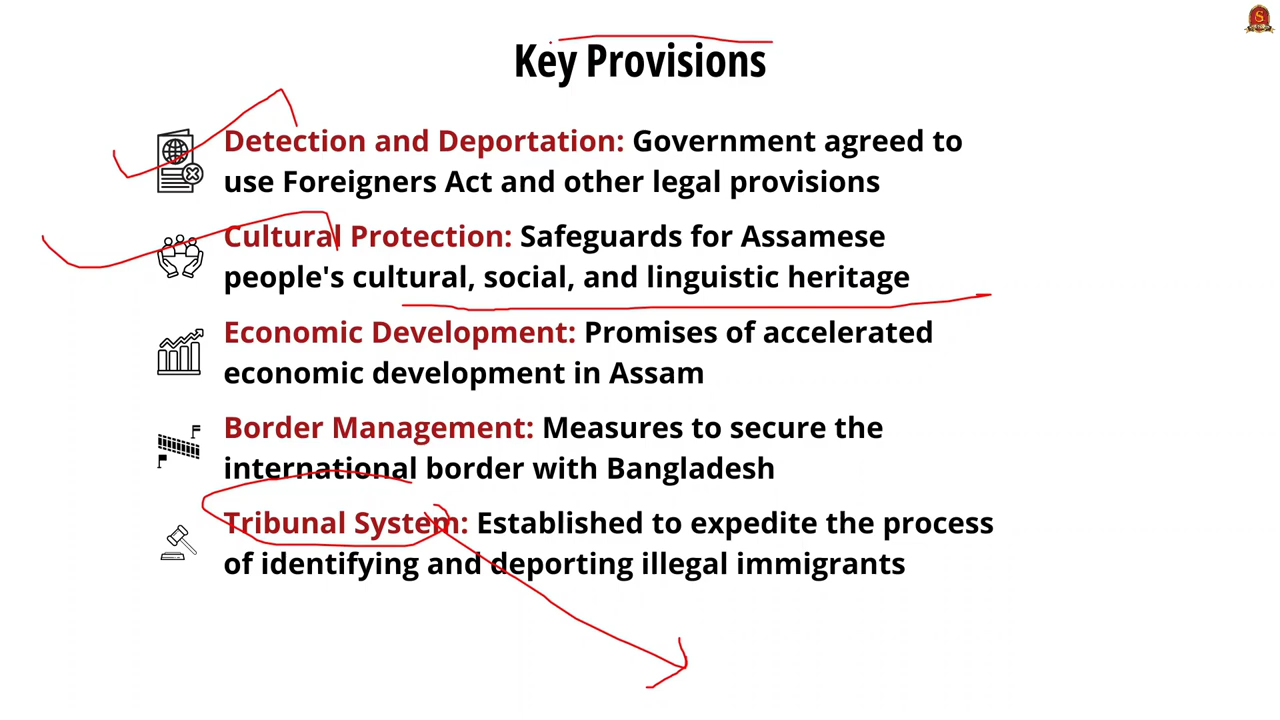 Key Provisions
Detection and Deportation: Government agreed to
use Foreigners Act and other legal provisions
Cultural Protection: Safeguards for Assamese
people's cultural, social, and linguistic heritage
Economic Development: Promises of accelerated
economic development in Assam
Border Management: Measures to secure the
international border with Bangladesh
Tribunal System: Established to expedite the process
of identifying and deporting illegal immigrants